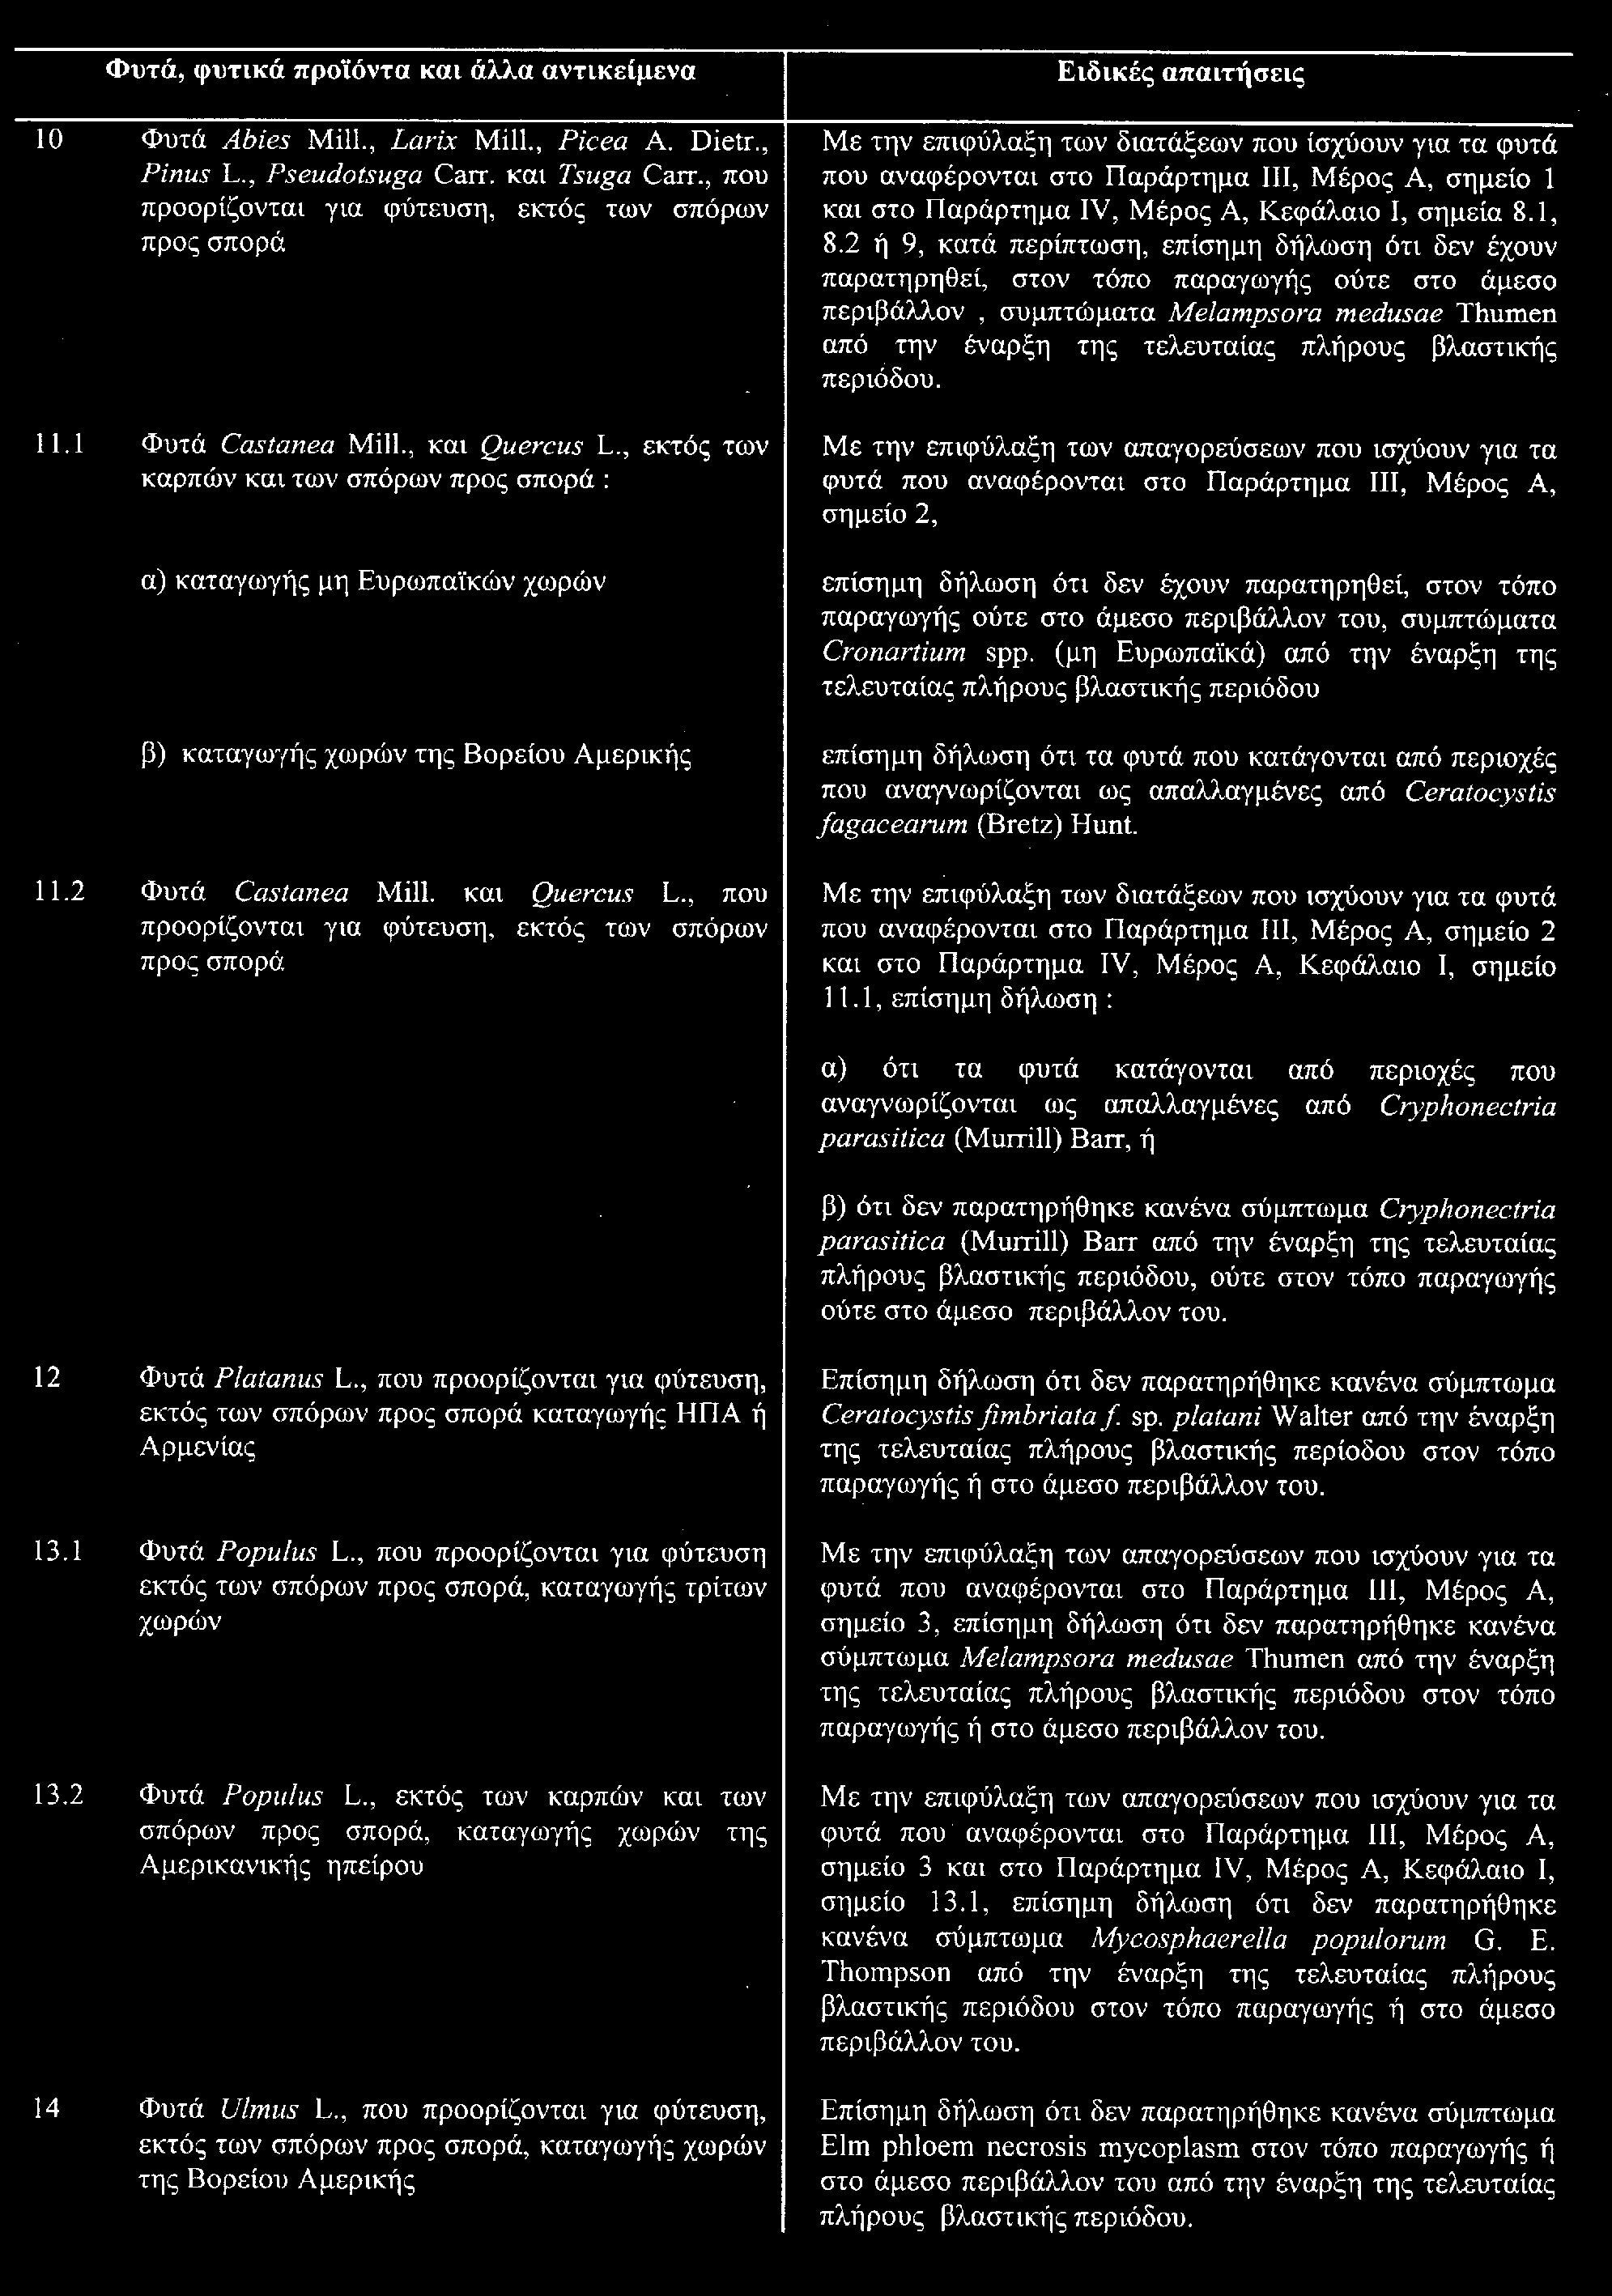 Φυτά, φυτικά προϊόντα και άλλα αντικείμενα
Ειδικές απαιτήσεις
10 Φυτά Abies Mill., Larix Mill., Picea A. Dietr.,
Pinus L., Pseudotsuga Carr. και Tsuga Carr., που
προορίζονται για φύτευση, εκτός των σπόρων
προς σπορά
Με την επιφύλαξη των διατάξεων που ίσχύουν για τα φυτά
που αναφέρονται στο Παράρτημα III, Μέρος Α, σημείο 1
και στο Παράρτημα IV, Μέρος Α, Κεφάλαιο Ι, σημεία 8.1,
8.2 ή 9, κατά περίπτωση, επίσημη δήλωση ότι δεν έχουν
παρατηρηθεί, στον τόπο παραγωγής ούτε στο άμεσο
περιβάλλον , συμπτώματα Melampsora medusae Thumen
από την έναρξη της τελευταίας πλήρους βλαστικής
περιόδου.
11.1 Φυτά Castanea Mill., και Quercus L., εκτός των
καρπών και των σπόρων προς σπορά :
Με την επιφύλαξη των απαγορεύσεων που ισχύουν για τα
φυτά που αναφέρονται στο Παράρτημα III, Μέρος Α,
σημείο 2,
α) καταγωγής μη Ευρωπαϊκών χωρών
επίσημη δήλωση ότι δεν έχουν παρατηρηθεί, στον τόπο
παραγωγής ούτε στο άμεσο περιβάλλον του, συμπτώματα
Cronartium spp. (μη Ευρωπαϊκά) από την έναρξη της
τελευταίας πλήρους βλαστικής περιόδου
β) καταγωγής χωρών της Βορείου Αμερικής
επίσημη δήλωση ότι τα φυτά που κατάγονται από περιοχές
που αναγνωρίζονται ως απαλλαγμένες από Ceratocystis
fagacearum (Bretz) Hunt.
11.2 Φυτά Castanea Mill. και Quercus L., που
προορίζονται για φύτευση, εκτός των σπόρων
προς σπορά
Με την επιφύλαξη των διατάξεων που ισχύουν για τα φυτά
που αναφέρονται στο Παράρτημα III, Μέρος Α, σημείο 2
και στο Παράρτημα IV, Μέρος Α, Κεφάλαιο Ι, σημείο
11.1, επίσημη δήλωση :
α) ότι τα φυτά κατάγονται από περιοχές που
αναγνωρίζονται ως απαλλαγμένες από Cryphonectria
parasitica (Murrill) Barr, ή
β) ότι δεν παρατηρήθηκε κανένα σύμπτωμα Cryphonectria
parasitica (Murrill) Barr από την έναρξη της τελευταίας
πλήρους βλαστικής περιόδου, ούτε στον τόπο παραγωγής
ούτε στο άμεσο περιβάλλον του.
12 Φυτά Platanus L., που προορίζονται για φύτευση,
εκτός των σπόρων προς σπορά καταγωγής ΗΠΑ ή
Αρμενίας
Επίσημη δήλωση ότι δεν παρατηρήθηκε κανένα σύμπτωμα
Ceratocystis fimbriata f. sp. platani Walter από την έναρξη
της τελευταίας πλήρους βλαστικής περίοδου στον τόπο
παραγωγής ή στο άμεσο περιβάλλον του.
13.1 Φυτά Populus L., που προορίζονται για φύτευση
εκτός των σπόρων προς σπορά, καταγωγής τρίτων
χωρών
Με την επιφύλαξη των απαγορεύσεων που ισχύουν για τα
φυτά που αναφέρονται στο Παράρτημα III, Μέρος Α,
σημείο 3, επίσημη δήλωση ότι δεν παρατηρήθηκε κανένα
σύμπτωμα Melampsora medusae Thumen από την έναρξη
της τελευταίας πλήρους βλαστικής περιόδου στον τόπο
παραγωγής ή στο άμεσο περιβάλλον του.
13.2 Φυτά Populus L., εκτός των καρπών και των
σπόρων προς σπορά, καταγωγής χωρών της
Αμερικανικής ηπείρου
Με την επιφύλαξη των απαγορεύσεων που ισχύουν για τα
φυτά που αναφέρονται στο Παράρτημα III, Μέρος Α,
σημείο 3 και στο Παράρτημα IV, Μέρος Α, Κεφάλαιο Ι,
σημείο 13.1, επίσημη δήλωση ότι δεν παρατηρήθηκε
κανένα σύμπτωμα Mycosphaerella populorum G. E.
Thompson από την έναρξη της τελευταίας πλήρους
βλαστικής περιόδου στον τόπο παραγωγής ή στο άμεσο
περιβάλλον του.
14 Φυτά Ulmus L., που προορίζονται για φύτευση,
εκτός των σπόρων προς σπορά, καταγωγής χωρών
της Βορείου Αμερικής
Επίσημη δήλωση ότι δεν παρατηρήθηκε κανένα σύμπτωμα
Elm phloem necrosis mycoplasm στον τόπο παραγωγής ή
στο άμεσο περιβάλλον του από την έναρξη της τελευταίας
πλήρους βλαστικής περιόδου.